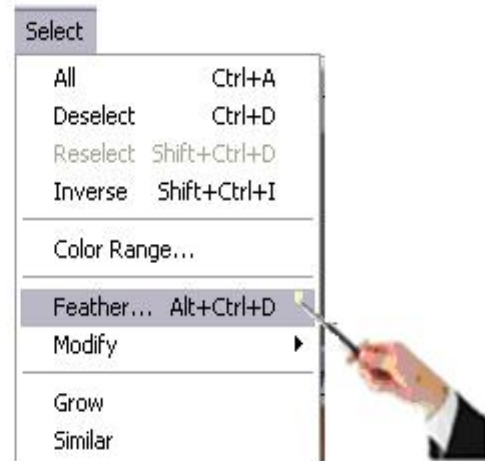 Select
All Ctrl+A
Deselect Ctrl+D
Reselect Shift+Ctrl+D
Inverse Shift+Ctrl+I
Color Range...
Feather... Alt+Ctrl+D
Modify
Grow
Similar